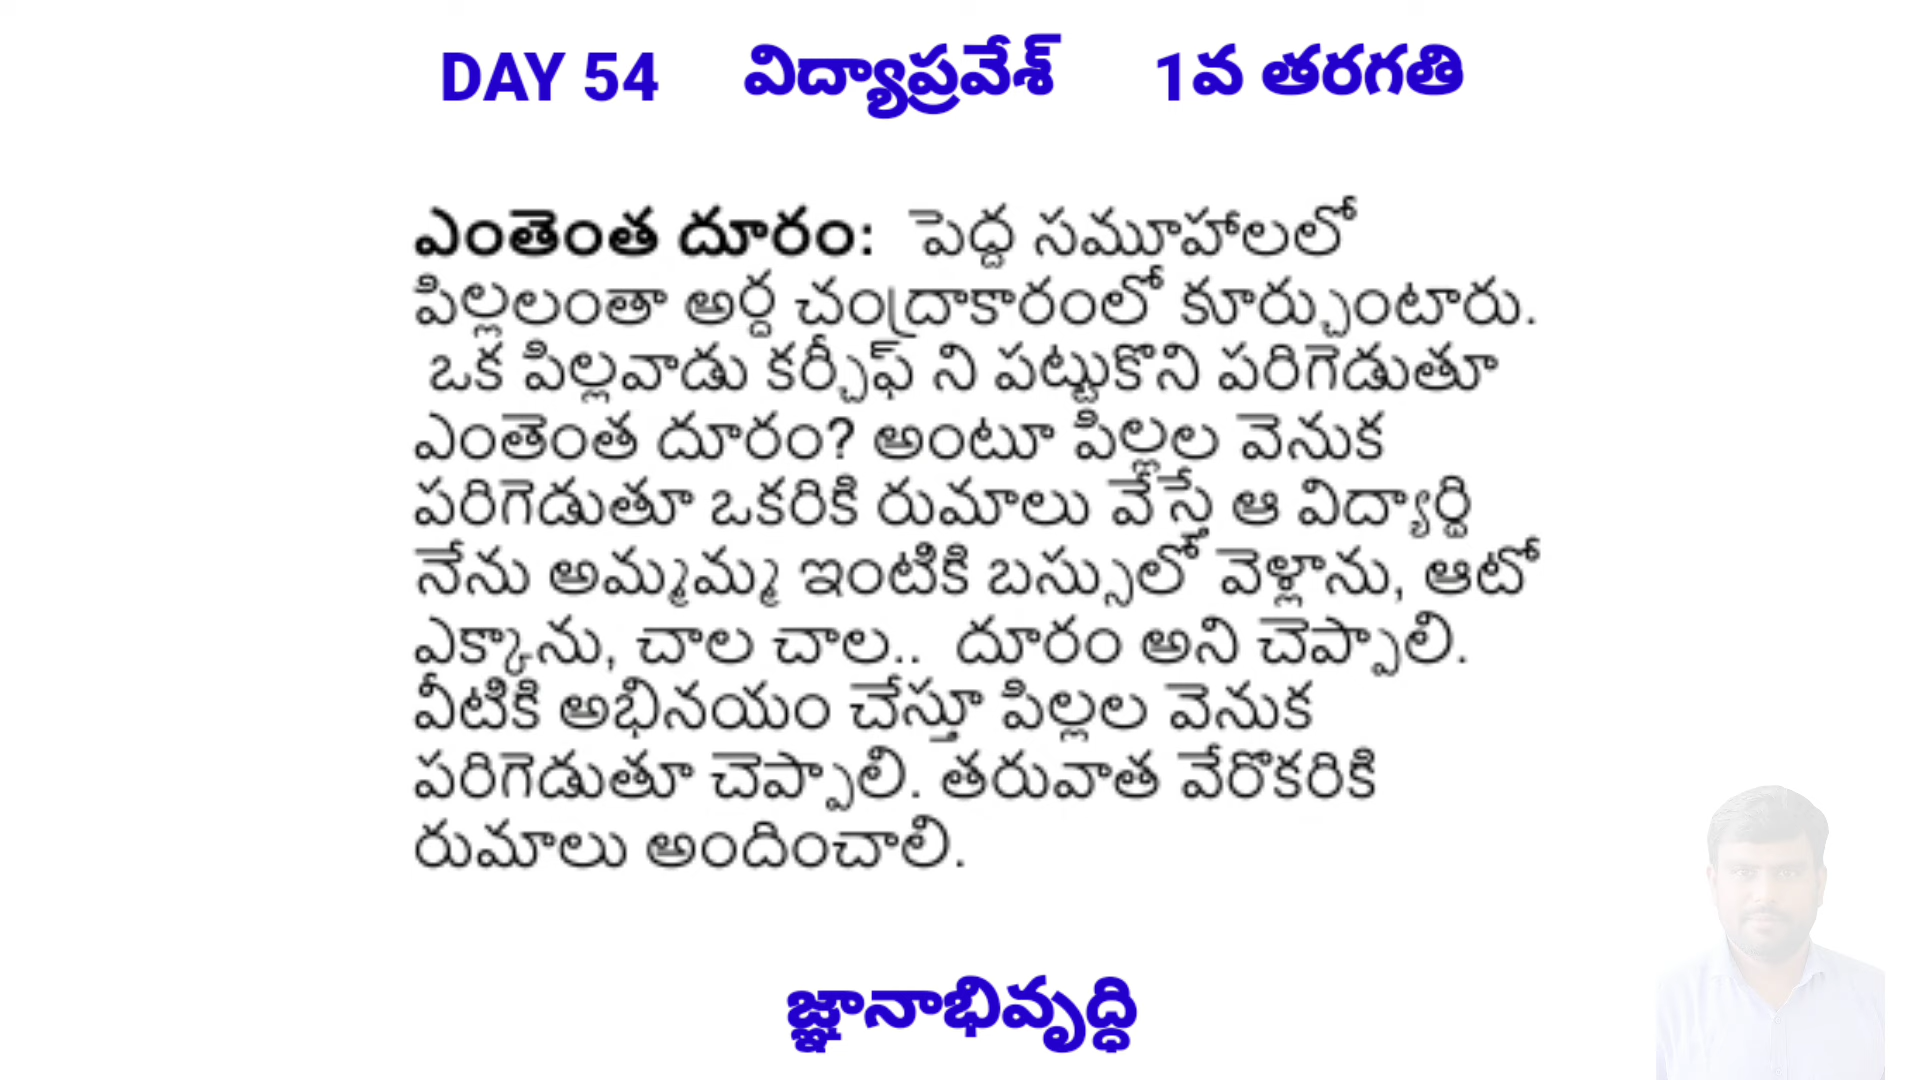 DAY 54 విద్యాప్రవేశ్ 1వ తరగతి
ఎంతెంత దూరం: పెద్ద సమూహాలలో
పిల్లలంతా అర్ద చంద్రాకారంలో కూర్చుంటారు.
ఒక పిల్లవాడు కర్చీఫ్ ని పట్టుకొని పరిగెడుతూ
ఎంతెంత దూరం? అంటూ పిల్లల వెనుక
పరిగెడుతూ ఒకరికి రుమాలు వేస్తే ఆ విద్యార్ది
నేను అమ్మమ్మ ఇంటికి బస్సులో వెళ్లాను, ఆటో
ఎక్కాను, చాల చాల.. దూరం అని చెప్పాలి.
వీటికి అభినయం చేస్తూ పిల్లల వెనుక
పరిగెడుతూ చెప్పాలి. తరువాత వేరొకరికి
రుమాలు అందించాలి.
జ్ఞానాభివృద్ధి